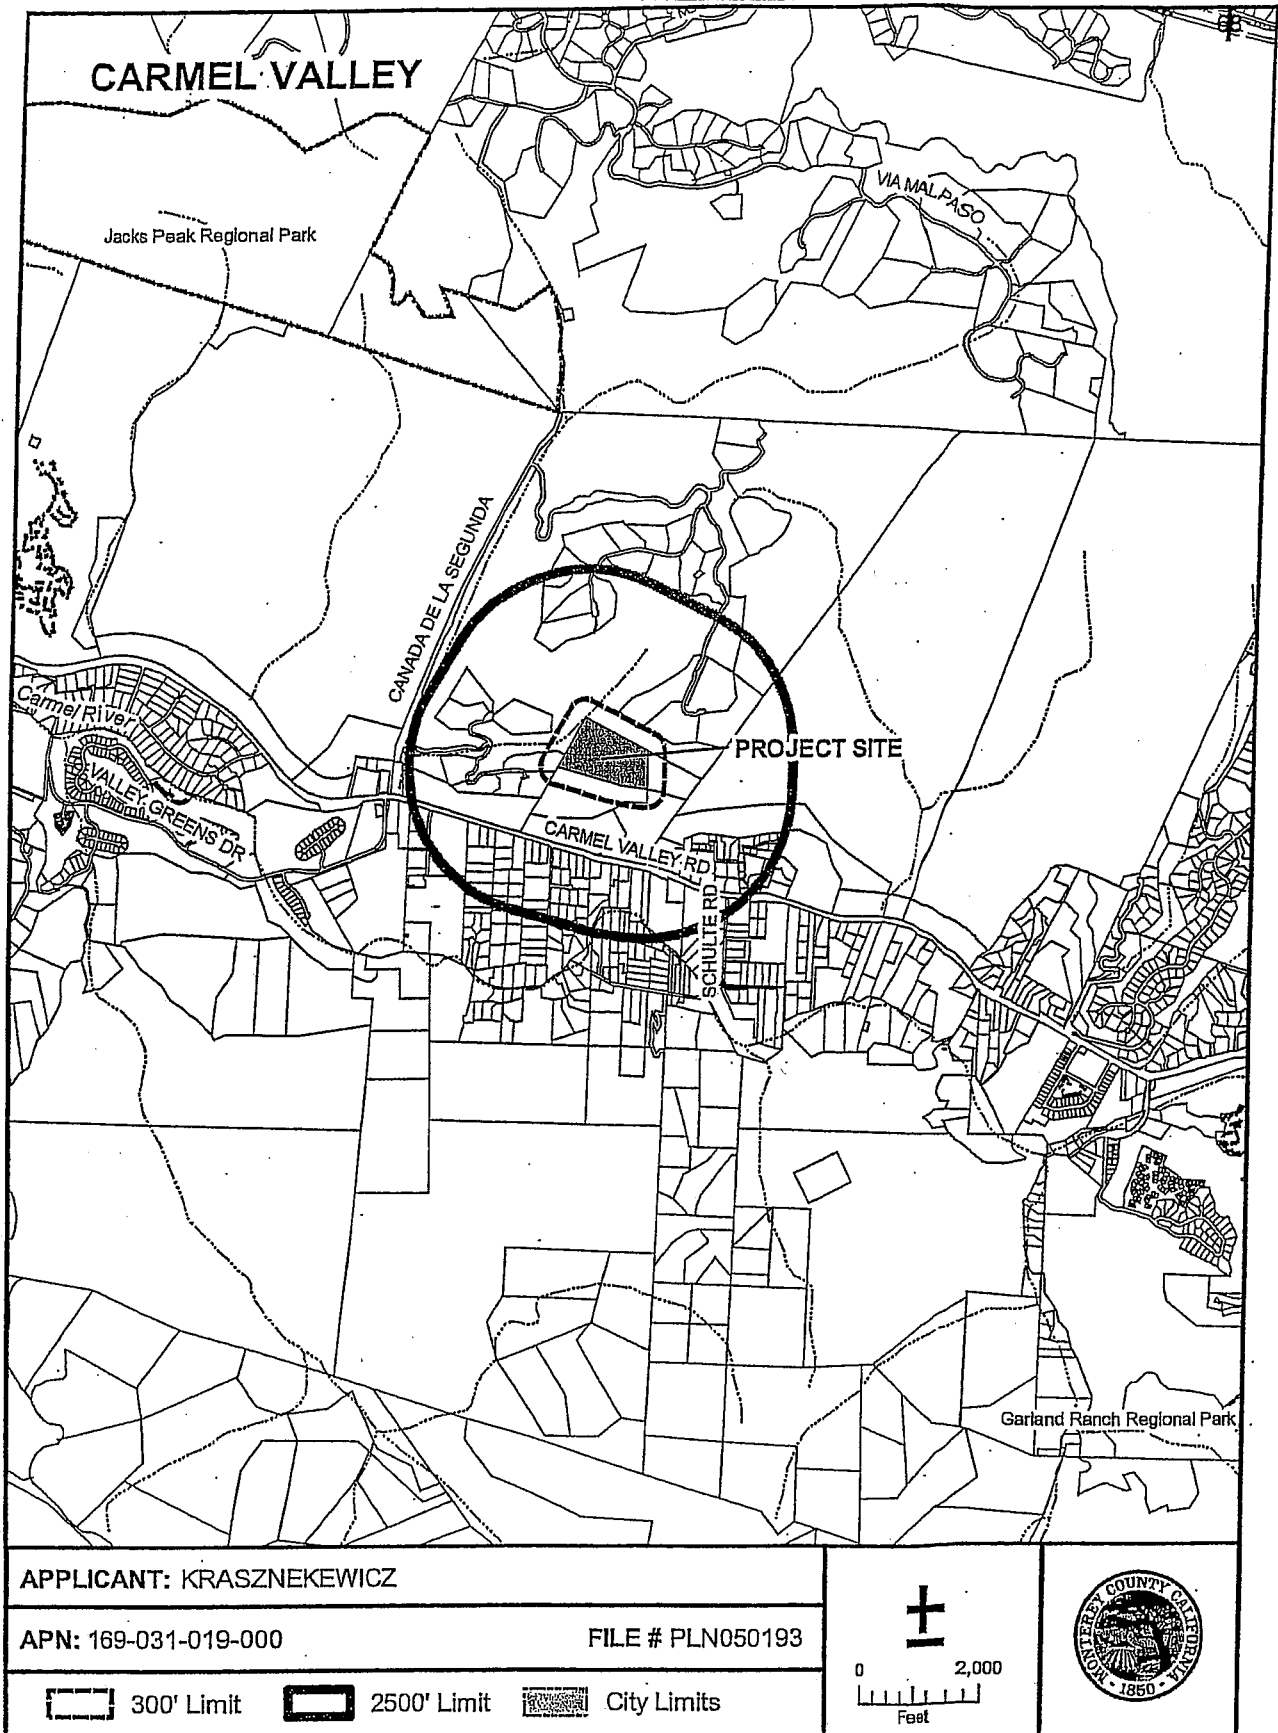 CARMEL VALLEY
VIA MALPASO
Jacks Peak Regional Park
CANADA DE LA SEGUNDA
Carmel River
PROJECT SITE
VALLEY GREENS DR
CARMEL VALLEY RD
SCHULTE RD
Garland Ranch Regional Park
APPLICANT: KRASZNEKEWICZ
APN: 169-031-019-000 FILE # PLN050193
300' Limit 2500' Limit City Limits
0 2,000
Feet
MONTEREY COUNTY CALIFORNIA
1850